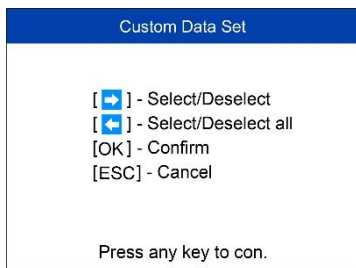 Custom Data Set
[➡] - Select/Deselect
[⬅] - Select/Deselect all
[OK] - Confirm
[ESC] - Cancel
Press any key to con.